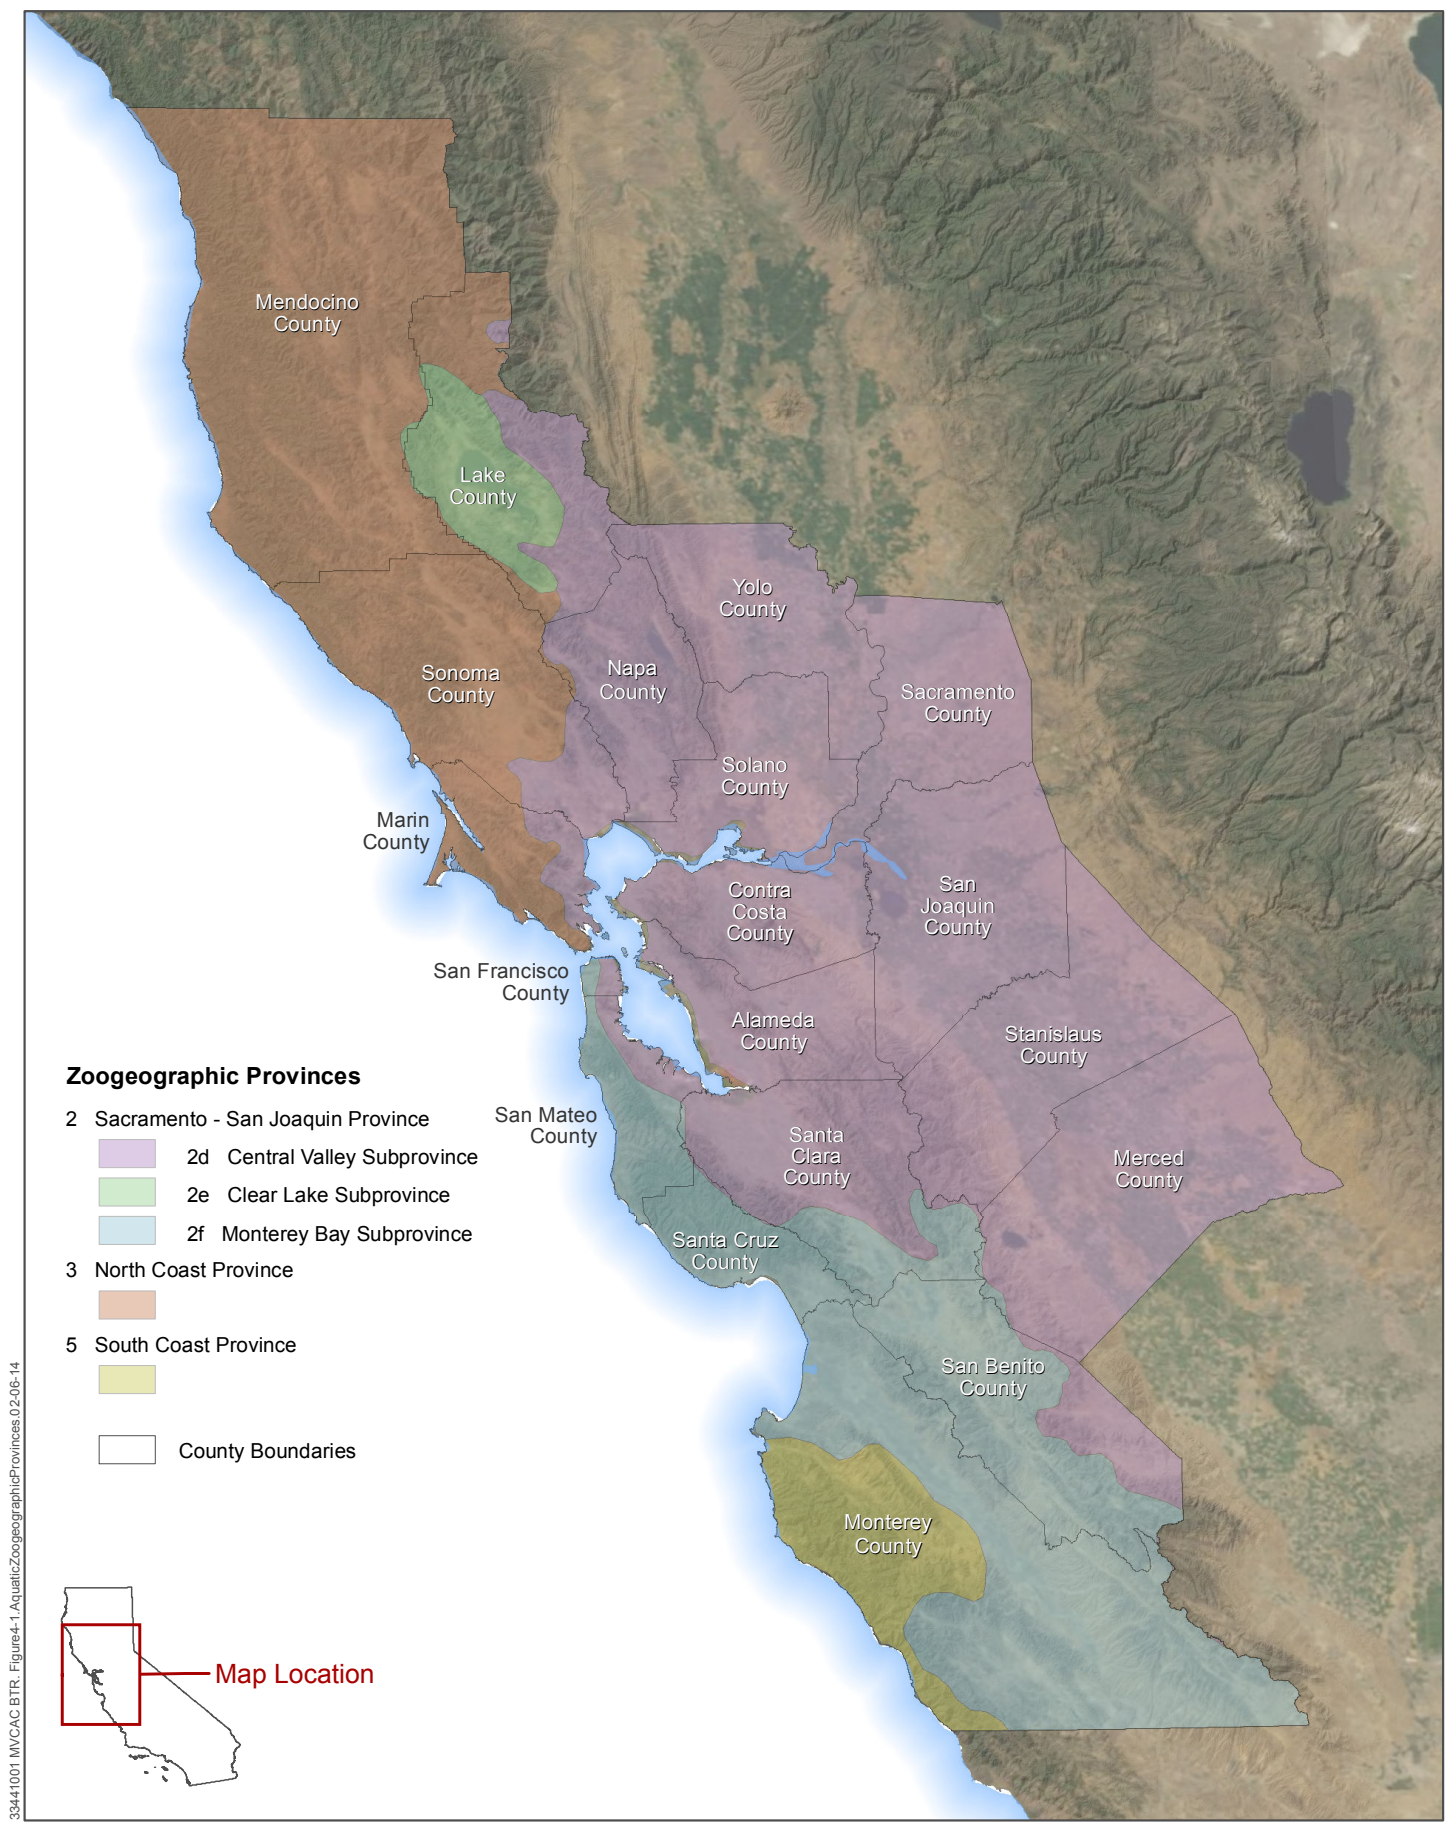 Mendocino
County
Lake
County
Yolo
County
Napa
County
Sonoma
County
Sacramento
County
Solano
County
Marin
County
Contra
Costa
County
San
Joaquin
County
San Francisco
County
Alameda
County
Stanislaus
County
San Mateo
County
Santa
Clara
County
Merced
County
Santa Cruz
County
San Benito
County
Monterey
County
Zoogeographic Provinces
2 Sacramento - San Joaquin Province
2d Central Valley Subprovince
2e Clear Lake Subprovince
2f Monterey Bay Subprovince
3 North Coast Province
5 South Coast Province
County Boundaries
Map Location
33441001 MVCAC BTR. Figure4-1.AquaticZoogeographicProvinces.02-06-14